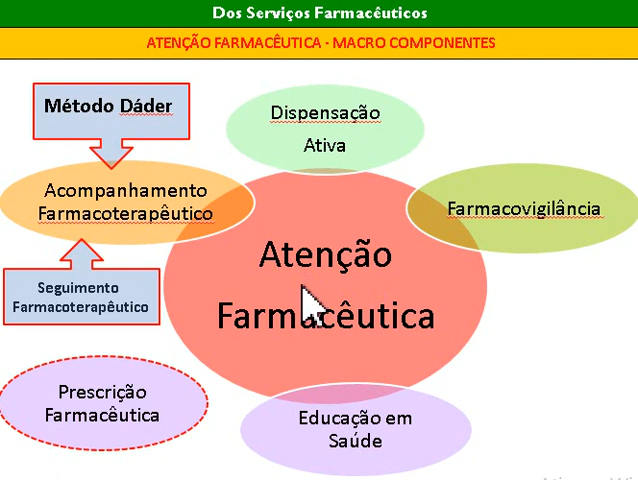 Dos Serviços Farmacêuticos
ATENÇÃO FARMACÊUTICA - MACRO COMPONENTES
Método Dáder
Dispensação
Ativa
Acompanhamento
Farmacoterapêutico
Farmacovigilância
Atenção
Farmacêutica
Seguimento
Farmacoterapêutico
Prescrição
Farmacêutica
Educação em
Saúde